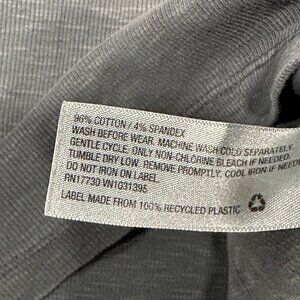 96% COTTON / 4% SPANDEX
WASH BEFORE WEAR. MACHINE WASH COLD SEPARATELY.
GENTLE CYCLE. ONLY NON-CHLORINE BLEACH IF NEEDED.
TUMBLE DRY LOW. REMOVE PROMPTLY. COOL IRON IF NEEDED.
DO NOT IRON ON LABEL.
RN17730 VN1031395
LABEL MADE FROM 100% RECYCLED PLASTIC